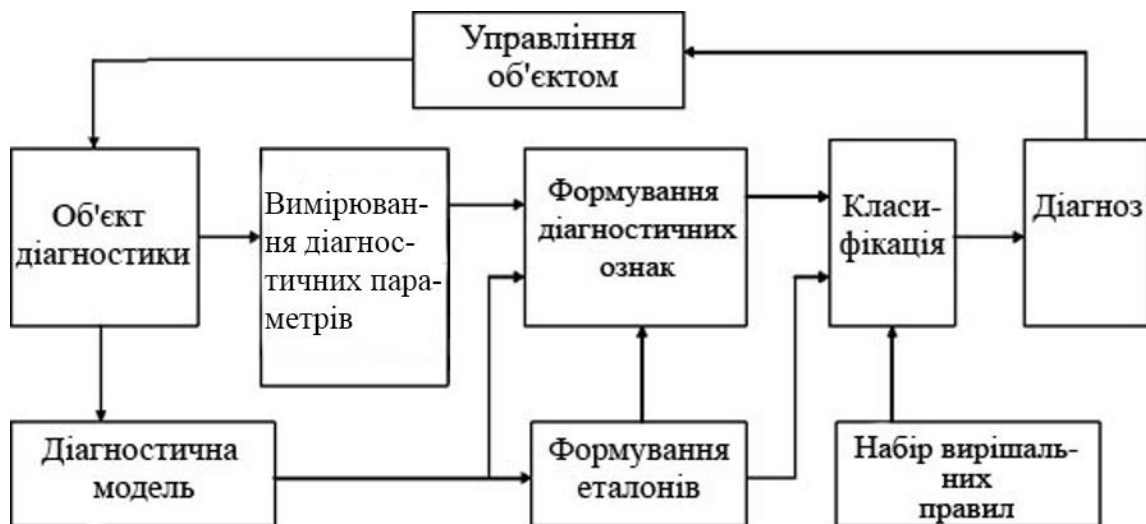 Управління
об'єктом
Об'єкт
діагностики
Вимірюван-
ня діагнос-
тичних пара-
метрів
Формування
діагностичних
ознак
Класи-
фікація
Діагноз
Діагностична
модель
Формування
еталонів
Набір вирішаль-
них
правил